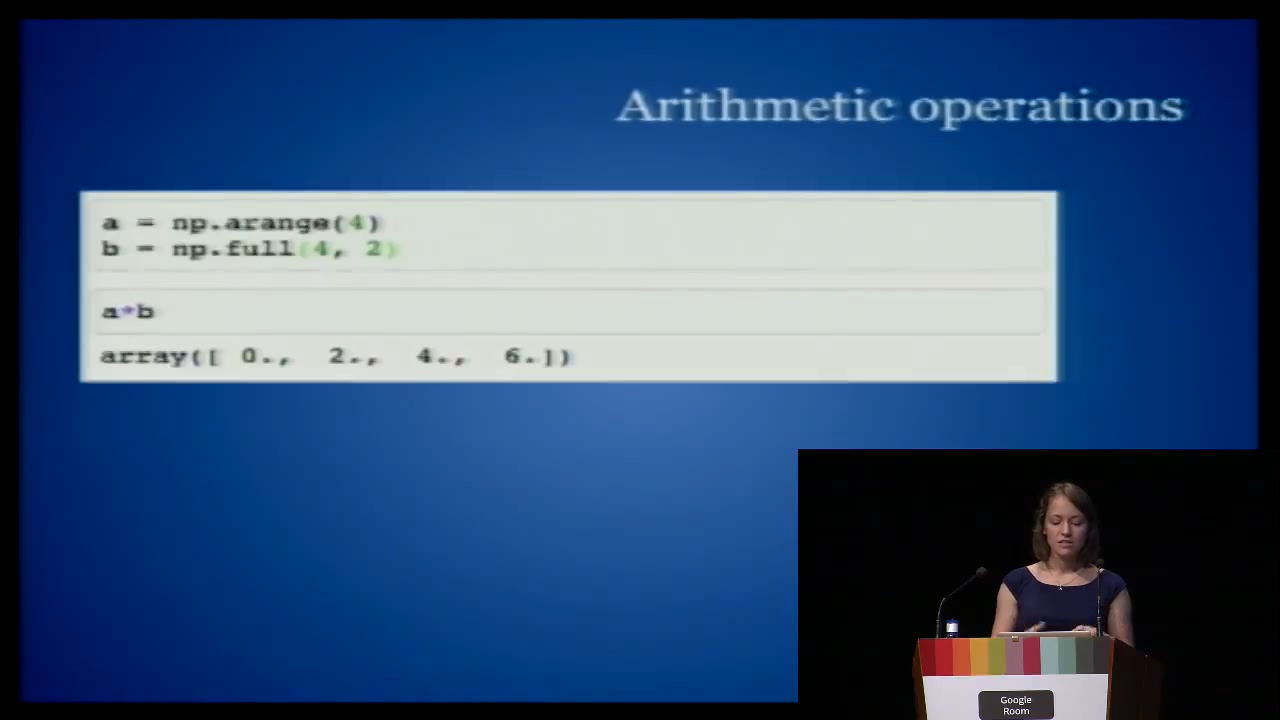 Arithmetic operations
a = np.arange(4)
b = np.full(4, 2)
a*b
array([ 0.,  2.,  4.,  6.])
Google
Room